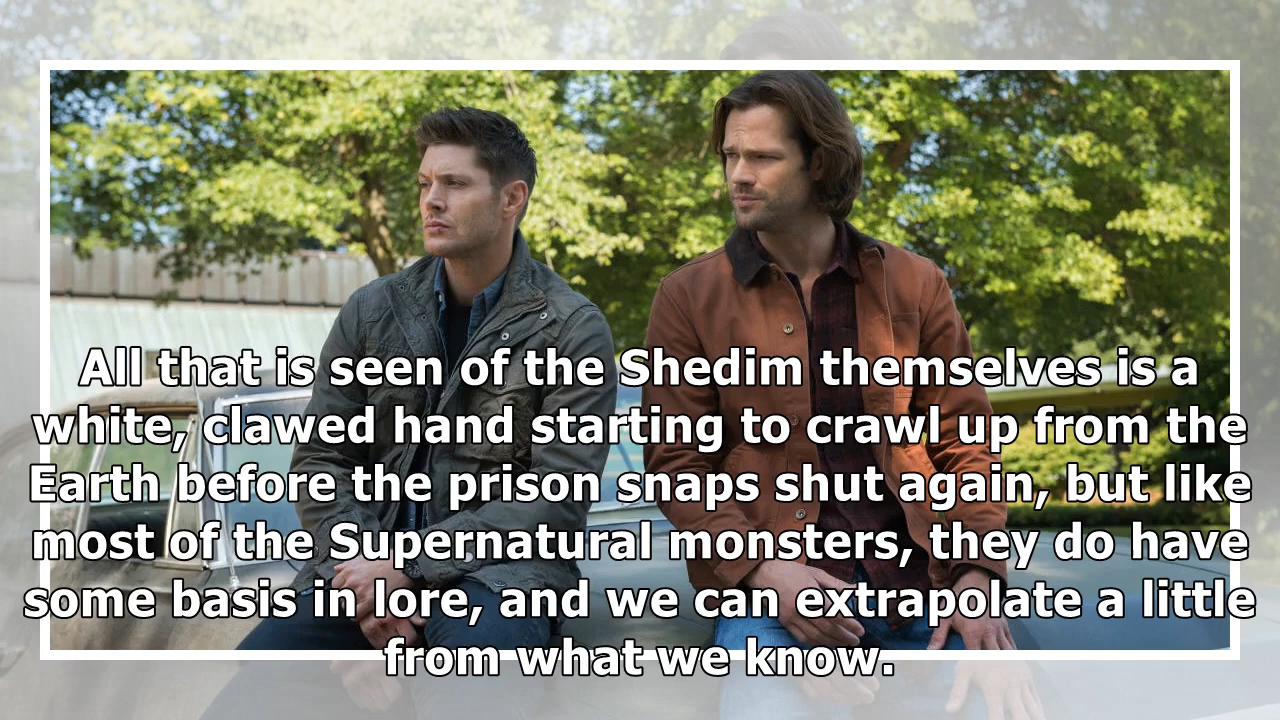 All that is seen of the Shedim themselves is a
white, clawed hand starting to crawl up from the
Earth before the prison snaps shut again, but like
most of the Supernatural monsters, they do have
some basis in lore, and we can extrapolate a little
from what we know.